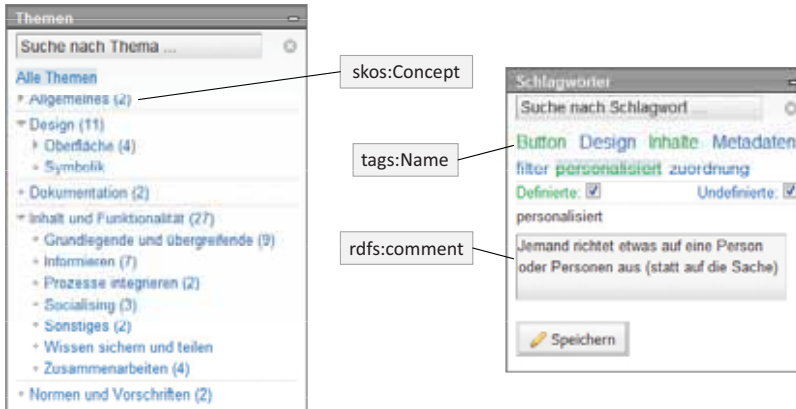 Themen
Suche nach Thema ...
Alle Themen
Allgemeines (2)
Design (11)
Oberfläche (4)
Symbolik
Dokumentation (2)
Inhalt und Funktionalität (27)
Grundlegende und übergreifende (9)
Informieren (7)
Prozesse integrieren (2)
Socialising (3)
Sonstiges (2)
Wissen sichern und teilen
Zusammenarbeiten (4)
Normen und Vorschriften (2)
skos:Concept
tags:Name
rdfs:comment
Schlagwörter
Suche nach Schlagwort ...
Button Design Inhalte Metadaten
filter personalisiert zuordnung
Definierte: Undefinierte:
personalisiert
Jemand richtet etwas auf eine Person
oder Personen aus (statt auf die Sache)
Speichern